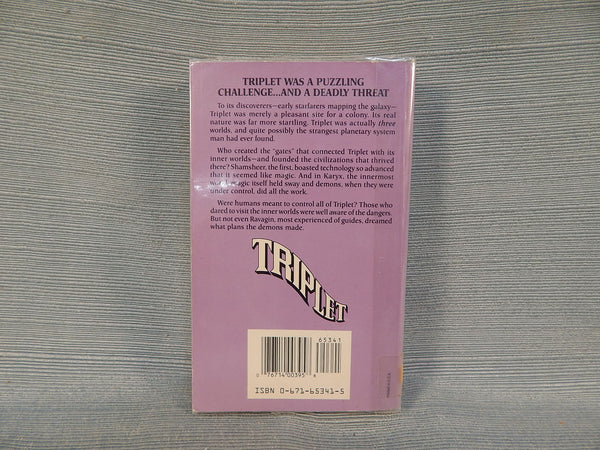 TRIPLET WAS A PUZZLING
CHALLENGE...AND A DEADLY THREAT
To its discoverers—early starfarers mapping the galaxy—
Triplet was merely a pleasant site for a colony. Its real
nature was far more startling. Triplet was actually three
worlds, and quite possibly the strangest planetary system
man had ever found.
Who created the "gates" that connected Triplet with its
inner worlds—and founded the civilizations that thrived
there? Shamsheer, the first, boasted technology so advanced
that it seemed like magic. And in Karyx, the innermost
magic itself held sway and demons, when they were
under control, did all the work.
Were humans meant to control all of Triplet? Those who
dared to visit the inner worlds were well aware of the dangers.
But not even Ravagin, most experienced of guides, dreamed
what plans the demons made.
TRIPLET
65341
0 76714 00395 8
ISBN 0-671-65341-5